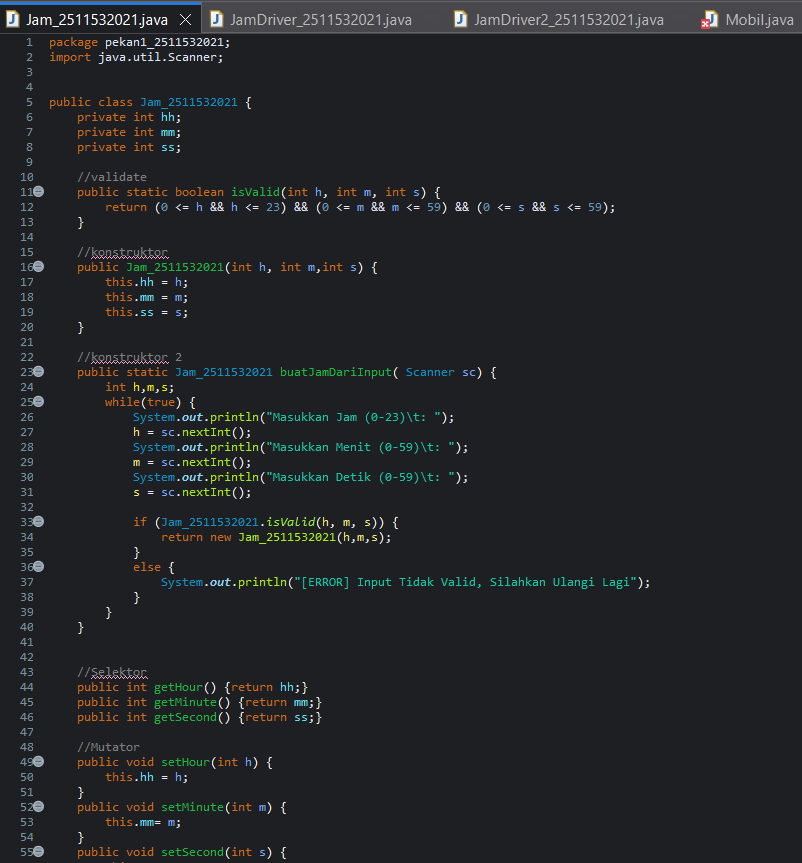 Jam_2511532021.java JamDriver_2511532021.java JamDriver2_2511532021.java Mobil.java
1 package pekan1_2511532021;
2 import java.util.Scanner;
3
4
5 public class Jam_2511532021 {
6 private int hh;
7 private int mm;
8 private int ss;
9
10 //validate
11 public static boolean isValid(int h, int m, int s) {
12 return (0 <= h && h <= 23) && (0 <= m && m <= 59) && (0 <= s && s <= 59);
13 }
14
15 //konstruktor
16 public Jam_2511532021(int h, int m,int s) {
17 this.hh = h;
18 this.mm = m;
19 this.ss = s;
20 }
21
22 //konstruktor 2
23 public static Jam_2511532021 buatJamDariInput( Scanner sc) {
24 int h,m,s;
25 while(true) {
26 System.out.println("Masukkan Jam (0-23)\t: ");
27 h = sc.nextInt();
28 System.out.println("Masukkan Menit (0-59)\t: ");
29 m = sc.nextInt();
30 System.out.println("Masukkan Detik (0-59)\t: ");
31 s = sc.nextInt();
32
33 if (Jam_2511532021.isValid(h, m, s)) {
34 return new Jam_2511532021(h,m,s);
35 }
36 else {
37 System.out.println("[ERROR] Input Tidak Valid, Silahkan Ulangi Lagi");
38 }
39 }
40 }
41
42
43 //Selektor
44 public int getHour() {return hh;}
45 public int getMinute() {return mm;}
46 public int getSecond() {return ss;}
47
48 //Mutator
49 public void setHour(int h) {
50 this.hh = h;
51 }
52 public void setMinute(int m) {
53 this.mm= m;
54 }
55 public void setSecond(int s) {